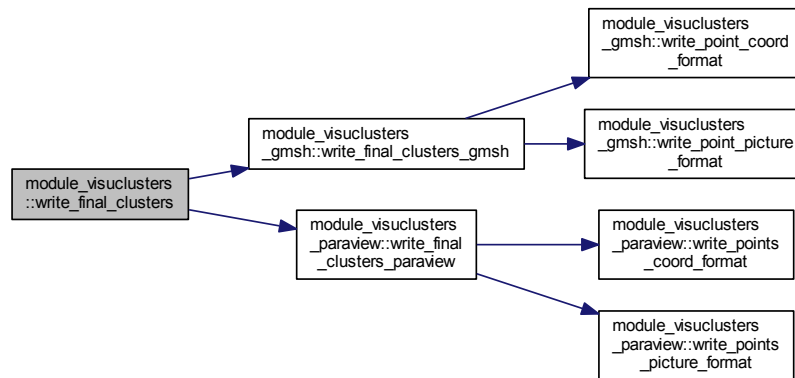 module_visuclusters
_gmsh::write_point_coord
_format
module_visuclusters
_gmsh::write_final_clusters_gmsh
module_visuclusters
_gmsh::write_point_picture
_format
module_visuclusters
::write_final_clusters
module_visuclusters
_paraview::write_final
_clusters_paraview
module_visuclusters
_paraview::write_points
_coord_format
module_visuclusters
_paraview::write_points
_picture_format